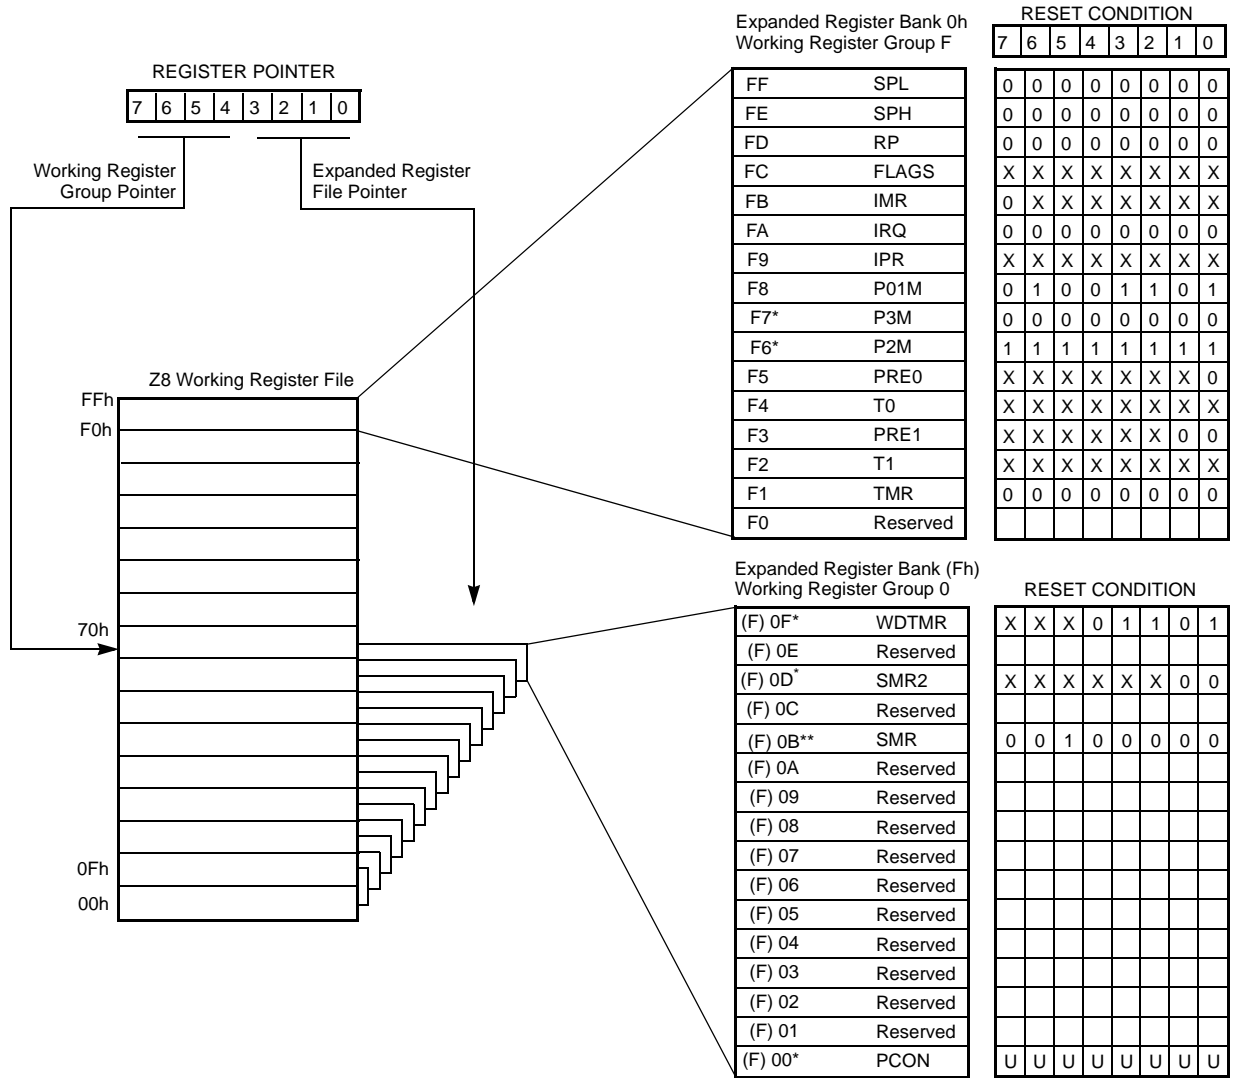 REGISTER POINTER
7 6 5 4 3 2 1 0
Working Register
Group Pointer
Expanded Register
File Pointer
Z8 Working Register File
FFh
F0h
70h
0Fh
00h
Expanded Register Bank 0h
Working Register Group F
RESET CONDITION
7 6 5 4 3 2 1 0
FF SPL 0 0 0 0 0 0 0 0
FE SPH 0 0 0 0 0 0 0 0
FD RP 0 0 0 0 0 0 0 0
FC FLAGS X X X X X X X X
FB IMR 0 X X X X X X X
FA IRQ 0 0 0 0 0 0 0 0
F9 IPR X X X X X X X X
F8 P01M 0 1 0 0 1 1 0 1
F7* P3M 0 0 0 0 0 0 0 0
F6* P2M 1 1 1 1 1 1 1 1
F5 PRE0 X X X X X X X 0
F4 T0 X X X X X X X X
F3 PRE1 X X X X X X 0 0
F2 T1 X X X X X X X X
F1 TMR 0 0 0 0 0 0 0 0
F0 Reserved
Expanded Register Bank (Fh)
Working Register Group 0
RESET CONDITION
(F) 0F* WDTMR X X X 0 1 1 0 1
(F) 0E Reserved
(F) 0D* SMR2 X X X X X X 0 0
(F) 0C Reserved
(F) 0B** SMR 0 0 1 0 0 0 0 0
(F) 0A Reserved
(F) 09 Reserved
(F) 08 Reserved
(F) 07 Reserved
(F) 06 Reserved
(F) 05 Reserved
(F) 04 Reserved
(F) 03 Reserved
(F) 02 Reserved
(F) 01 Reserved
(F) 00* PCON U U U U U U U U